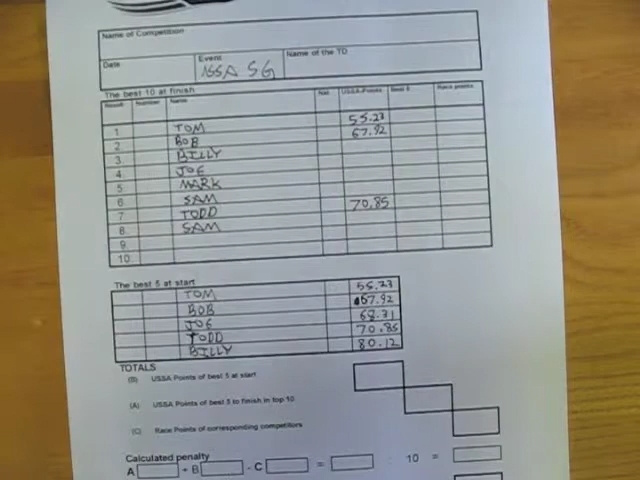 Name of Competition
Date
Event
USSA SG
Name of the TD
The best 10 at finish
Number Name Nat USSA-Points Best 5 Race points
1 TOM 55.23
2 BOB 67.92
3. BILLY
4. JOE
5 MARK
6. SAM
7. TODD 70.85
8. SAM
9.
10.
The best 5 at start
TOM 55.23
BOB 67.92
JOE 68.31
TODD 70.85
BILLY 80.12
TOTALS
(B) USSA Points of best 5 at start
(A) USSA Points of best 5 to finish in top 10
(C) Race Points of corresponding competitors
Calculated penalty
A + B - C = 10 =